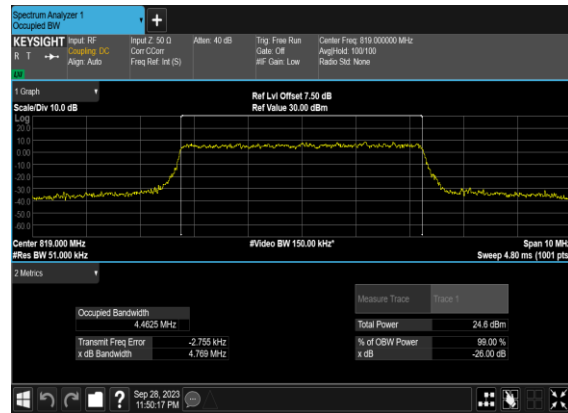 Spectrum Analyzer 1
Occupied BW
+
KEYSIGHT Input: RF Input Z: 50 Ω Atten: 40 dB Trig: Free Run Center Freq: 819.000000 MHz
R T Coupling: DC Corr CCorr Gate: Off Avg|Hold: 100/100
Align: Auto Freq Ref: Int (S) #IF Gain: Low Radio Std: None
1 Graph
Ref Lvl Offset 7.50 dB
Scale/Div 10.0 dB Ref Value 30.00 dBm
Log
20.0
10.0
0.00
-10.0
-20.0
-30.0
-40.0
-50.0
-60.0
Center 819.000 MHz #Video BW 150.00 kHz* Span 10 MHz
#Res BW 51.000 kHz Sweep 4.80 ms (1001 pts)
2 Metrics
Measure Trace Trace 1
Occupied Bandwidth
4.4625 MHz Total Power 24.6 dBm
Transmit Freq Error -2.755 kHz % of OBW Power 99.00 %
x dB Bandwidth 4.769 MHz x dB -26.00 dB
? Sep 28, 2023
11:50:17 PM